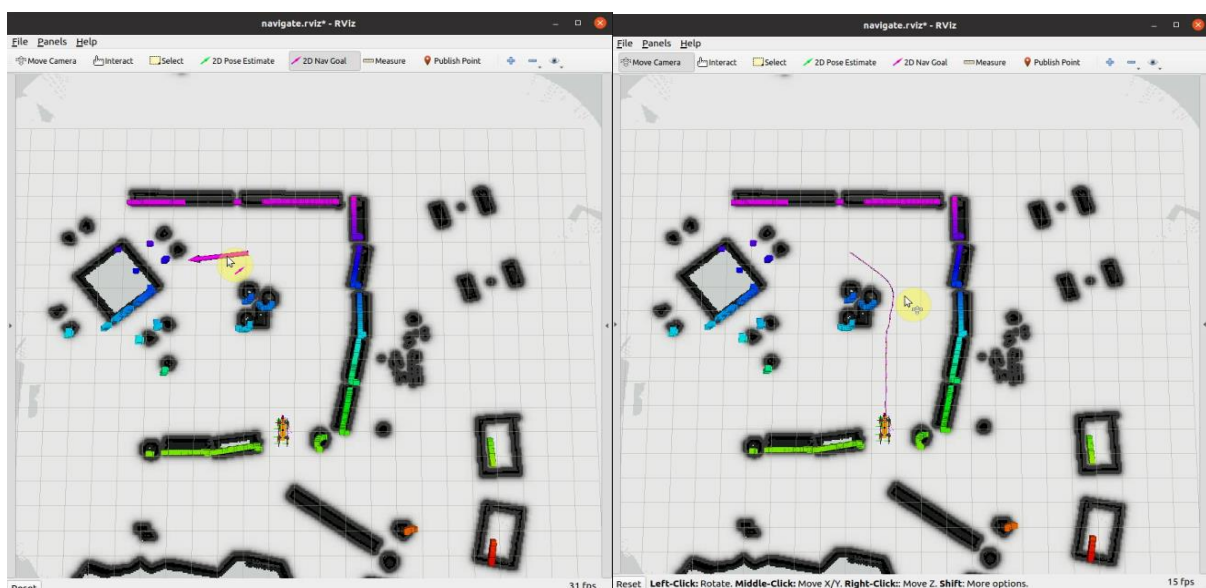 navigate.rviz* - RViz
File Panels Help
Move Camera Interact Select 2D Pose Estimate 2D Nav Goal Measure Publish Point
Reset
31 fps
navigate.rviz* - RViz
File Panels Help
Move Camera Interact Select 2D Pose Estimate 2D Nav Goal Measure Publish Point
Reset Left-Click: Rotate. Middle-Click: Move X/Y. Right-Click:: Move Z. Shift: More options.
15 fps